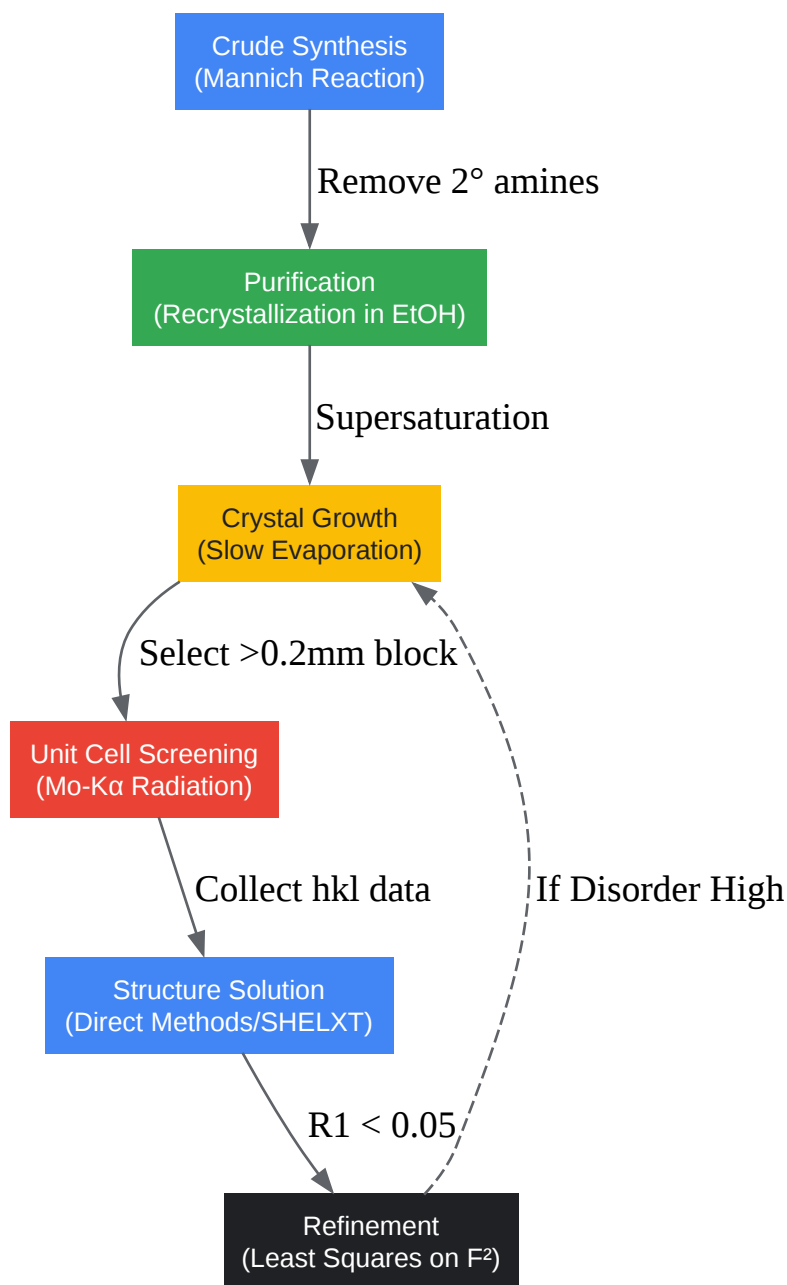 Crude Synthesis
(Mannich Reaction)
Remove 2° amines
Purification
(Recrystallization in EtOH)
Supersaturation
Crystal Growth
(Slow Evaporation)
Select >0.2mm block
Unit Cell Screening
(Mo-Kα Radiation)
Collect hkl data
If Disorder High
Structure Solution
(Direct Methods/SHELXT)
R1 < 0.05
Refinement
(Least Squares on F²)